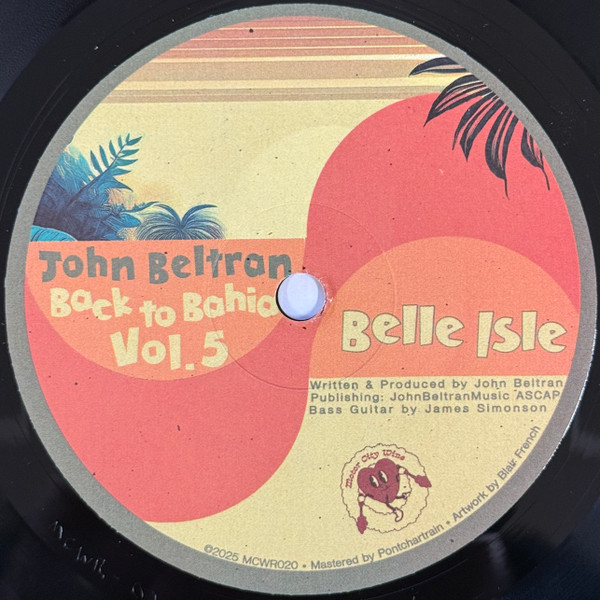 John Beltran
Back to Bahia
Vol. 5
Belle Isle
Written & Produced by John Beltran
Publishing: JohnBeltranMusic ASCAP
Bass Guitar by James Simonson
Motor City Wine
©2025 MCWR020 • Mastered by Pontchartrain • Artwork by Blair French